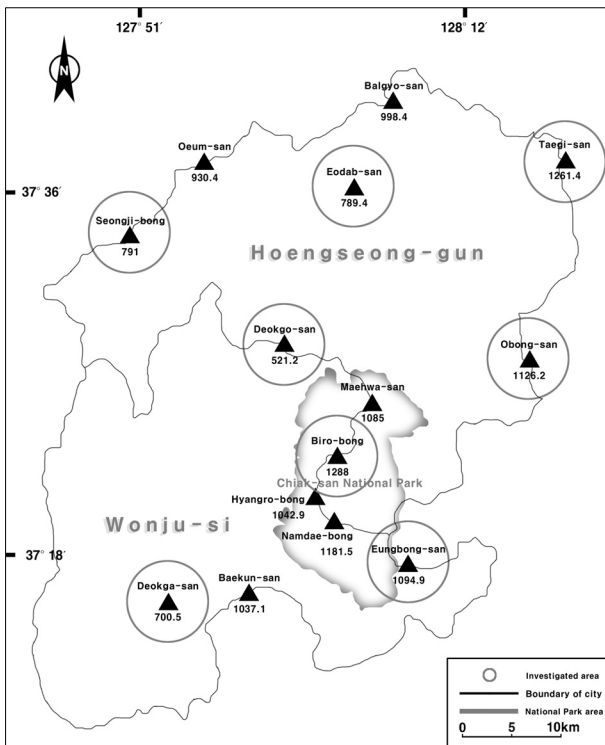 127° 51
128° 12
N
Balgyo-san
998.4
Oeum-san
930.4
Taegi-san
1261.4
Eodab-san
789.4
37° 36′
Seongji-bong
791
Hoengseong-gun
Deokgo-san
521.2
Obong-san
1126.2
Maehwa-san
1085
Biro-bong
1288
Chiak-san National Park
Hyangro-bong
1042.9
Wonju-si
Namdae-bong
1181.5
37° 18′
Eungbong-san
1094.9
Baekun-san
1037.1
Deokga-san
700.5
Investigated area
Boundary of city
National Park area
0 5 10km